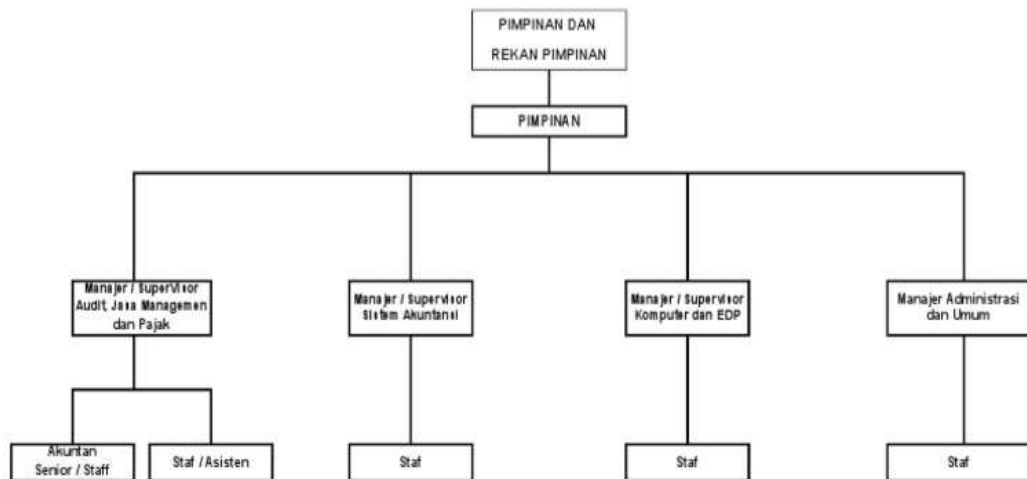 PIMPINAN DAN
REKAN PIMPINAN
PIMPINAN
Manajer / Supervisor
Audit, Jasa Managemen
dan Pajak
Manajer / Supervisor
Sistem Akuntansi
Manajer / Supervisor
Komputer dan EDP
Manajer Administrasi
dan Umum
Akuntan
Senior / Staff
Staf / Asisten
Staf
Staf
Staf